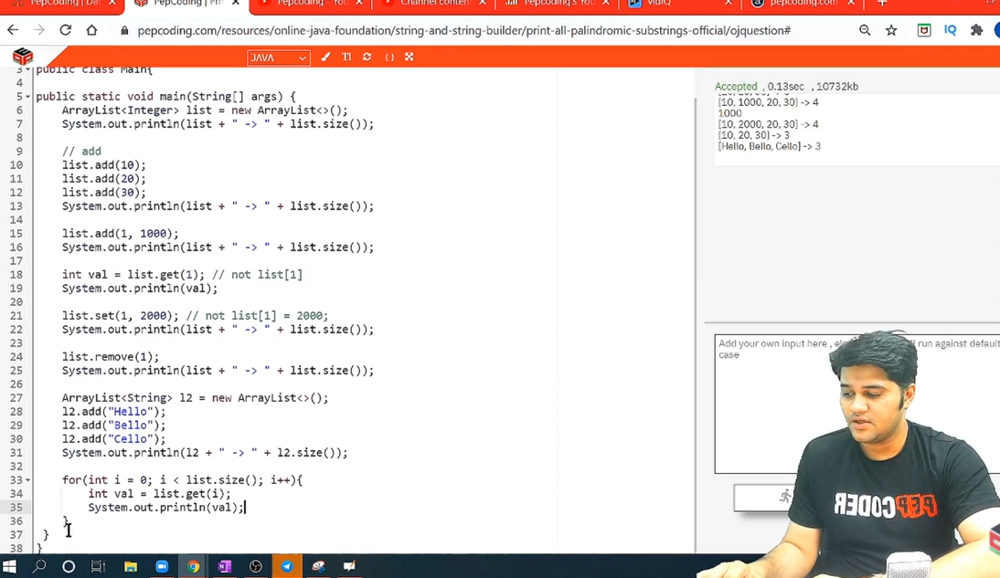 PepCoding | Dat
PepCoding | Pri
Pepcoding - You
Channel conten
Pepcoding's You
vidIQ
pepcoding.com
pepcoding.com/resources/online-java-foundation/string-and-string-builder/print-all-palindromic-substrings-official/ojquestion#
JAVA
3 public class Main{
4
5 public static void main(String[] args) {
6 ArrayList<Integer> list = new ArrayList<>();
7 System.out.println(list + " -> " + list.size());
8
9 // add
10 list.add(10);
11 list.add(20);
12 list.add(30);
13 System.out.println(list + " -> " + list.size());
14
15 list.add(1, 1000);
16 System.out.println(list + " -> " + list.size());
17
18 int val = list.get(1); // not list[1]
19 System.out.println(val);
20
21 list.set(1, 2000); // not list[1] = 2000;
22 System.out.println(list + " -> " + list.size());
23
24 list.remove(1);
25 System.out.println(list + " -> " + list.size());
26
27 ArrayList<String> l2 = new ArrayList<>();
28 l2.add("Hello");
29 l2.add("Bello");
30 l2.add("Cello");
31 System.out.println(l2 + " -> " + l2.size());
32
33 for(int i = 0; i < list.size(); i++){
34 int val = list.get(i);
35 System.out.println(val);
36 }
37 }
38 }
Accepted , 0.13sec , 10732kb
[10, 1000, 20, 30] -> 4
1000
[10, 2000, 20, 30] -> 4
[10, 20, 30] -> 3
[Hello, Bello, Cello] -> 3
Add your own input here , el run against default
case
PEPCODER